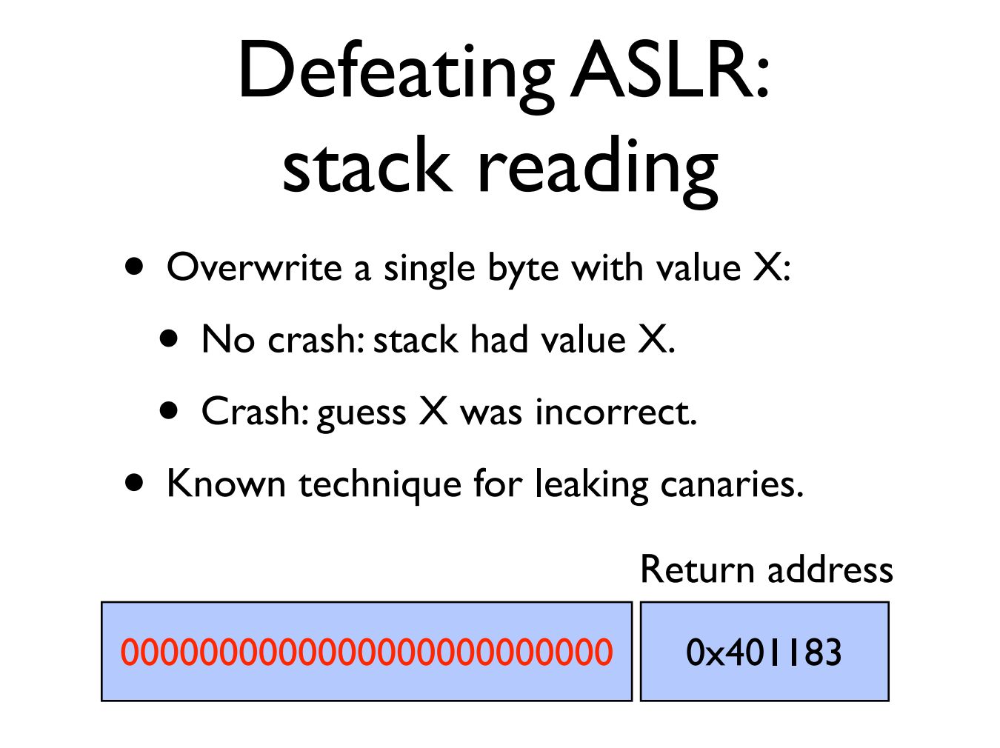 Defeating ASLR:
stack reading
• Overwrite a single byte with value X:
• No crash: stack had value X.
• Crash: guess X was incorrect.
• Known technique for leaking canaries.
Return address
0000000000000000000000000
0x401183